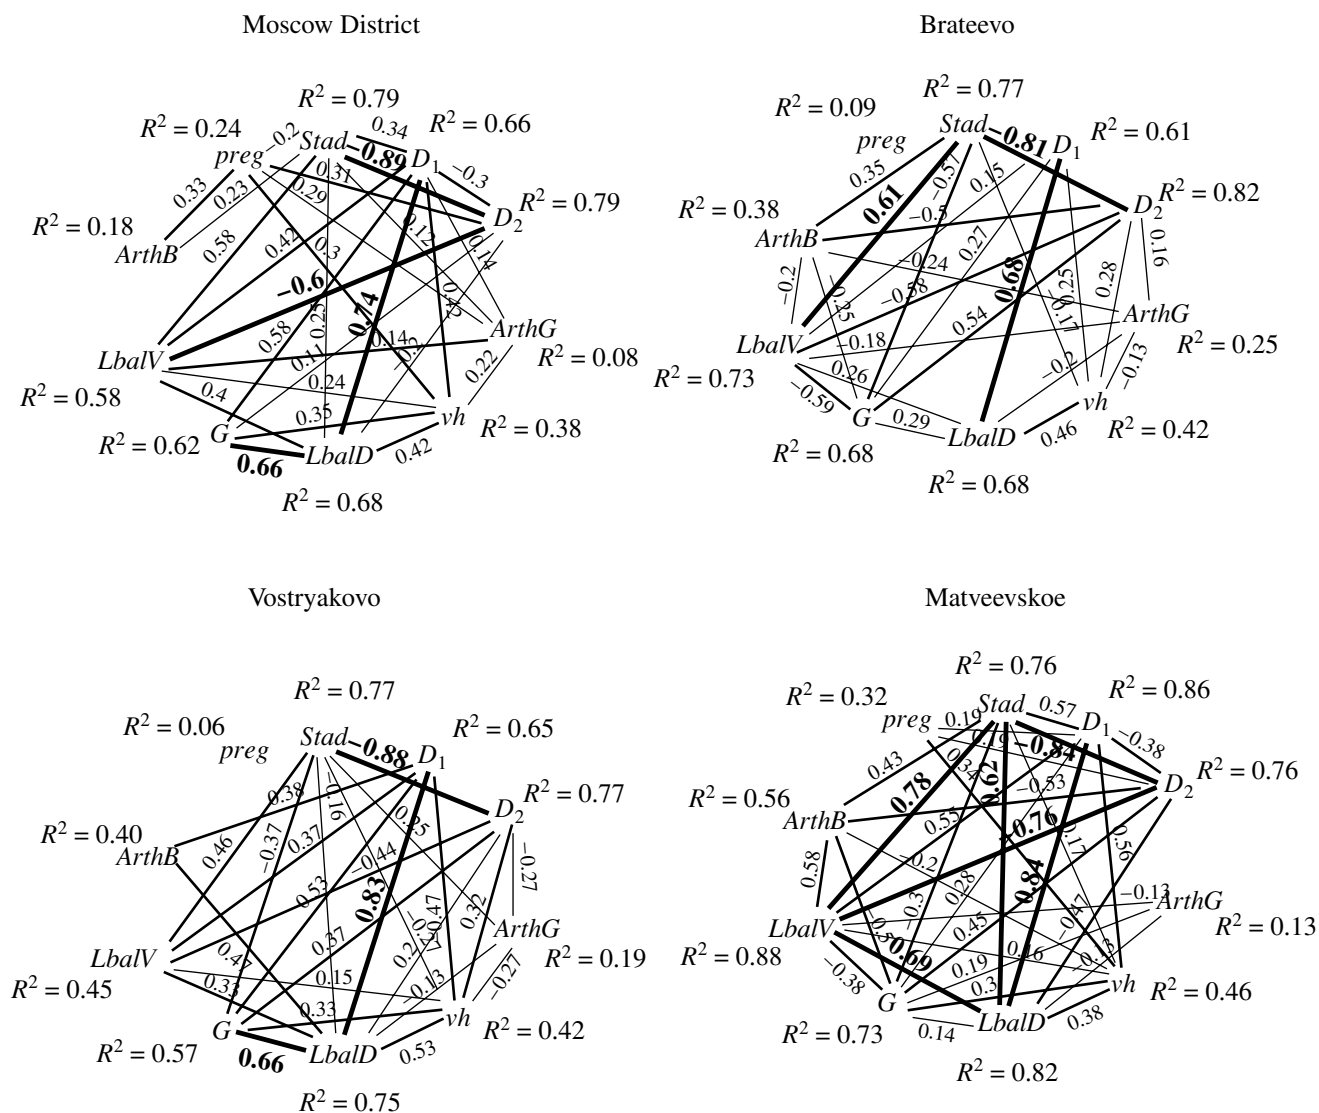 Moscow District
R² = 0.79
R² = 0.24
R² = 0.66
preg
Stad
D₁
−0.2
0.34
−0.89
−0.3
0.33
0.23
0.31
0.29
R² = 0.79
D₂
R² = 0.18
ArthB
0.58
0.42
0.3
0.12
0.14
−0.6
0.74
0.42
0.25
0.58
0.11
0.14
ArthG
R² = 0.08
LbalV
R² = 0.58
0.4
0.24
0.22
0.35
vh
R² = 0.38
G
R² = 0.62
0.66
LbalD
0.42
R² = 0.68
Brateevo
R² = 0.77
R² = 0.09
R² = 0.61
preg
Stad
D₁
−0.81
0.35
−0.57
0.15
R² = 0.82
D₂
0.61
R² = 0.38
ArthB
−0.5
0.27
0.16
−0.24
0.68
−0.2
−0.25
−0.58
−0.25
0.28
0.54
0.17
ArthG
R² = 0.25
LbalV
R² = 0.73
−0.18
0.26
−0.2
−0.13
−0.59
G
R² = 0.68
0.29
LbalD
0.46
vh
R² = 0.42
R² = 0.68
Vostryakovo
R² = 0.77
R² = 0.06
R² = 0.65
preg
Stad
D₁
−0.88
0.38
−0.16
0.25
R² = 0.77
D₂
R² = 0.40
ArthB
0.46
−0.37
0.37
−0.44
−0.27
0.53
0.83
−0.47
0.32
0.37
0.2
ArthG
R² = 0.19
LbalV
R² = 0.45
0.33
0.15
−0.13
−0.27
0.33
vh
R² = 0.42
G
R² = 0.57
0.66
LbalD
0.53
R² = 0.75
Matveevskoe
R² = 0.76
R² = 0.32
R² = 0.86
preg
Stad
D₁
0.19
0.57
0.19
−0.84
−0.38
0.43
0.34
−0.53
R² = 0.76
D₂
0.78
0.62
R² = 0.56
ArthB
0.55
−0.76
0.17
0.56
0.58
−0.2
0.28
0.84
−0.13
ArthG
R² = 0.13
−0.3
0.45
−0.47
LbalV
R² = 0.88
−0.69
0.16
−0.3
0.19
−0.38
0.3
G
R² = 0.73
0.14
LbalD
0.38
vh
R² = 0.46
R² = 0.82